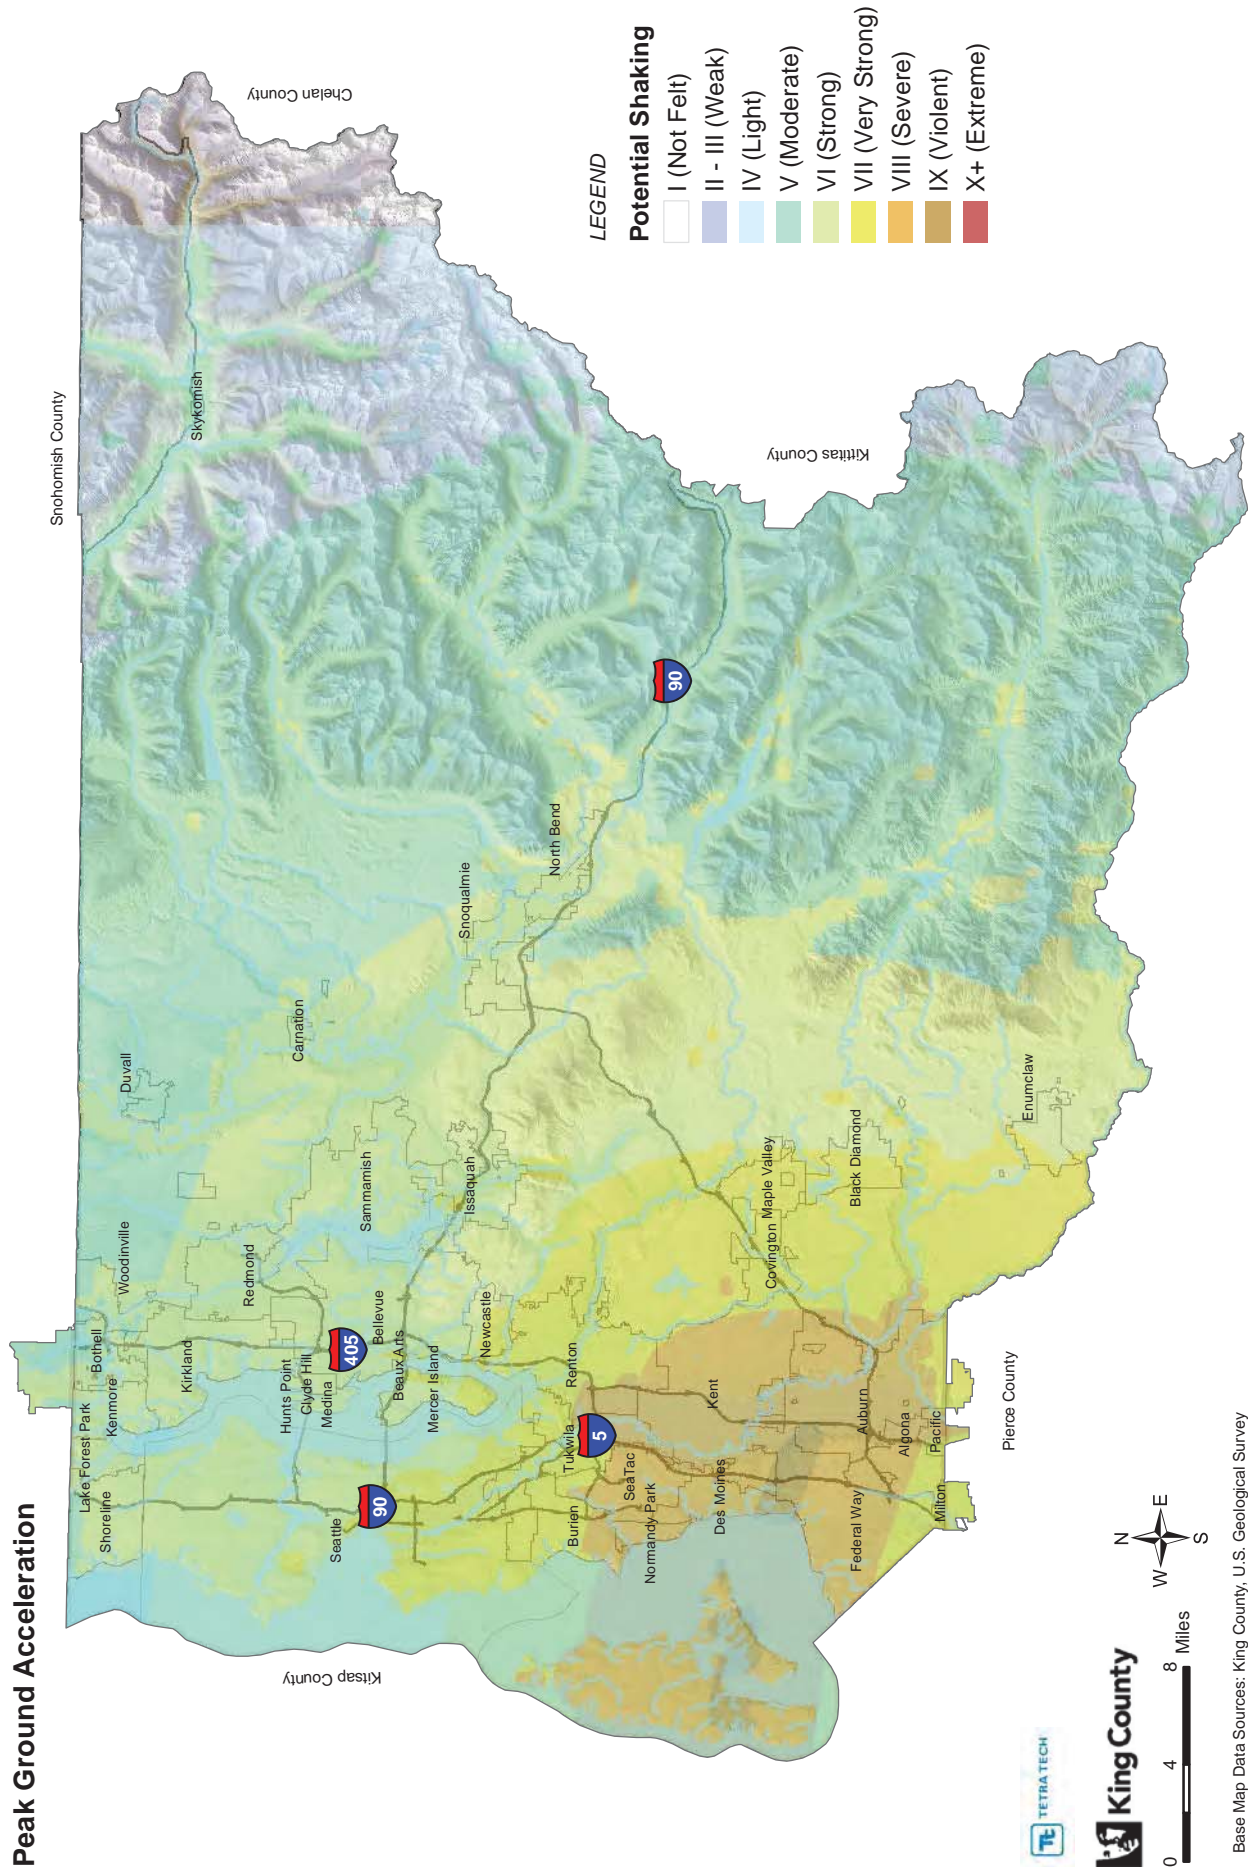 Peak Ground Acceleration
Snohomish County
Chelan County
Kittitas County
Pierce County
Kitsap County
Skykomish
Duvall
Carnation
Snoqualmie
North Bend
Woodinville
Redmond
Sammamish
Issaquah
Bothell
Kenmore
Lake Forest Park
Shoreline
Kirkland
Hunts Point
Clyde Hill
Medina
405
Bellevue
Beaux Arts
Mercer Island
Newcastle
Seattle
90
90
Renton
Tukwila
5
Burien
SeaTac
Normandy Park
Des Moines
Kent
Covington
Maple Valley
Black Diamond
Enumclaw
Auburn
Algona
Pacific
Federal Way
Milton
LEGEND
Potential Shaking
I (Not Felt)
II - III (Weak)
IV (Light)
V (Moderate)
VI (Strong)
VII (Very Strong)
VIII (Severe)
IX (Violent)
X+ (Extreme)
N
W E
S
Tt TETRA TECH
King County
0 4 8
Miles
Base Map Data Sources: King County, U.S. Geological Survey